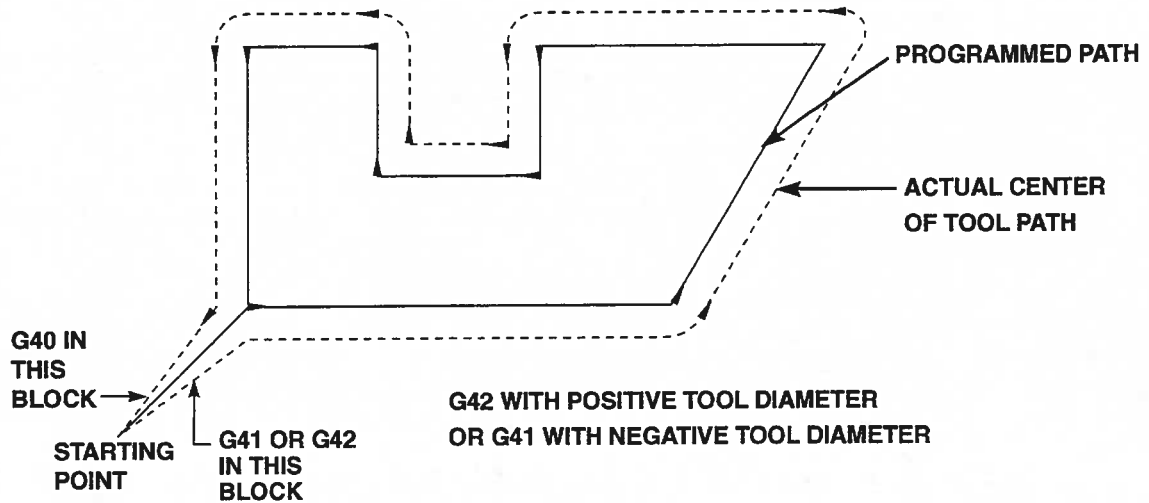 PROGRAMMED PATH
ACTUAL CENTER
OF TOOL PATH
G40 IN
THIS
BLOCK
STARTING
POINT
G41 OR G42
IN THIS
BLOCK
G42 WITH POSITIVE TOOL DIAMETER
OR G41 WITH NEGATIVE TOOL DIAMETER